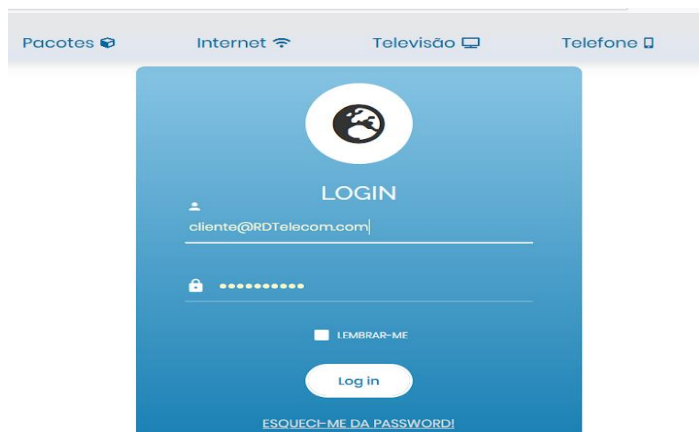 Pacotes Internet Televisão Telefone
LOGIN
cliente@RDTelecom.com
••••••••••
LEMBRAR-ME
Log in
ESQUECI-ME DA PASSWORD!